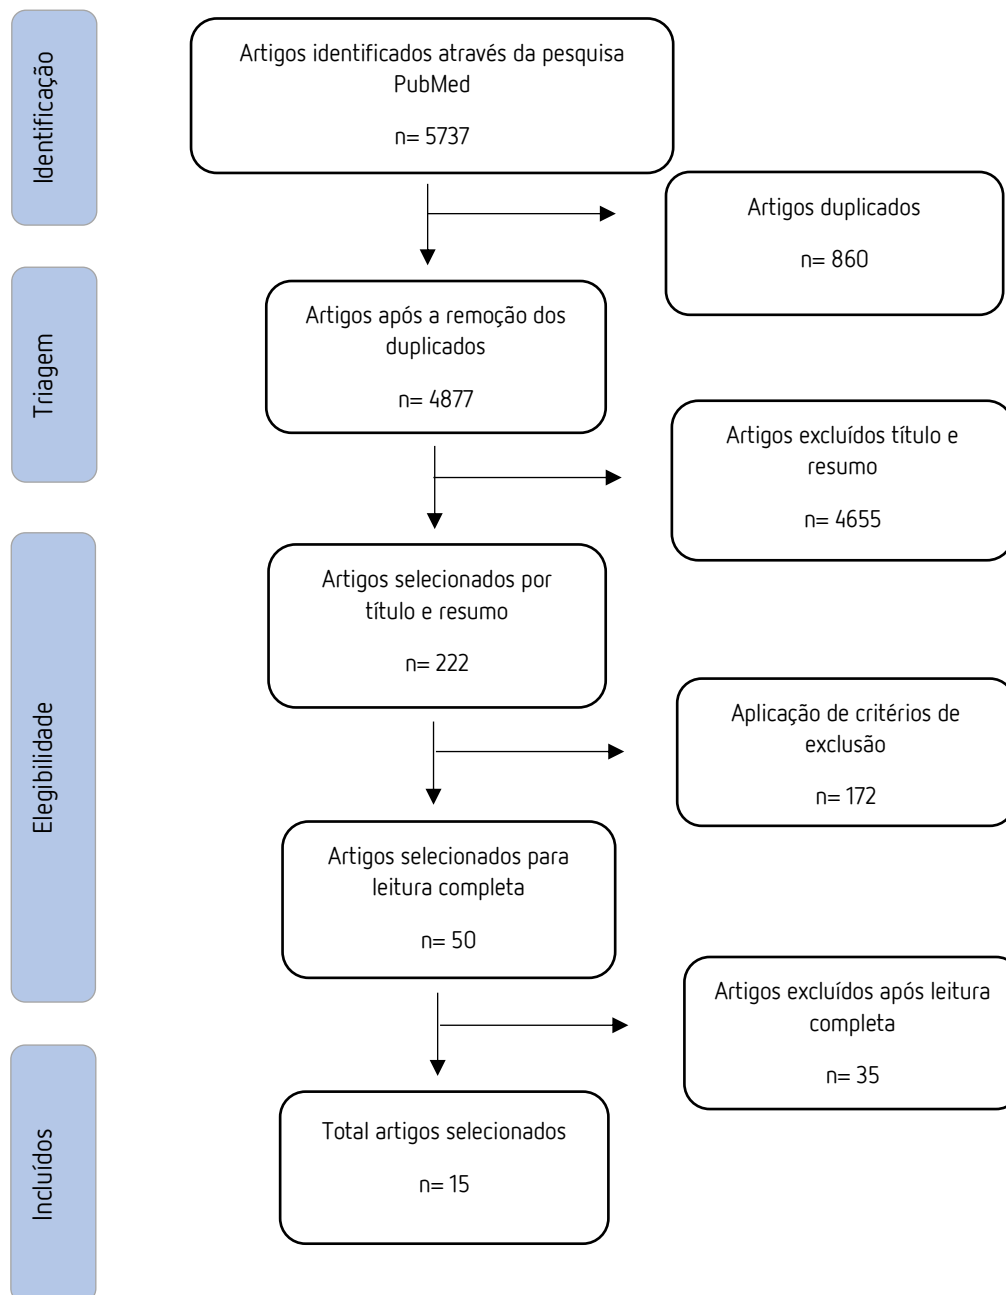 Identificação
Artigos identificados através da pesquisa
PubMed
n= 5737
Artigos duplicados
n= 860
Triagem
Artigos após a remoção dos
duplicados
n= 4877
Artigos excluídos título e
resumo
n= 4655
Elegibilidade
Artigos selecionados por
título e resumo
n= 222
Aplicação de critérios de
exclusão
n= 172
Artigos selecionados para
leitura completa
n= 50
Artigos excluídos após leitura
completa
n= 35
Incluídos
Total artigos selecionados
n= 15